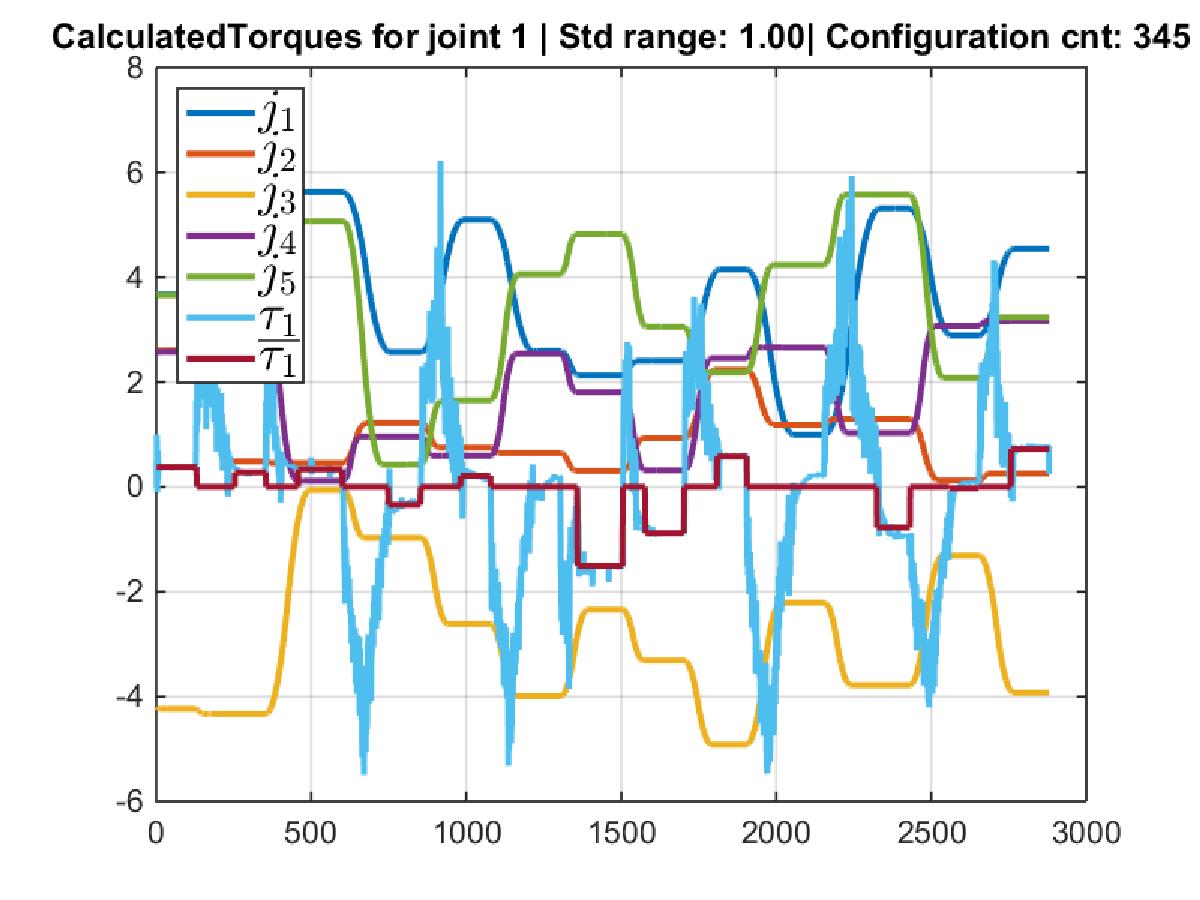 CalculatedTorques for joint 1 | Std range: 1.00| Configuration cnt: 345
8
6
4
2
0
-2
-4
-6
j₁
j₂
j₃
j₄
j₅
τ₁
τ̅₁
0 500 1000 1500 2000 2500 3000